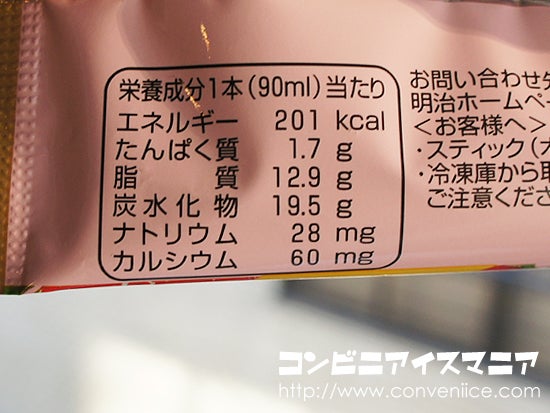 栄養成分1本(90ml)当たり
エネルギー 201 kcal
たんぱく質 1.7 g
脂質 12.9 g
炭水化物 19.5 g
ナトリウム 28 mg
カルシウム 60 mg
お問い合わせ
明治ホームペ
<お客様へ>
・スティック(
・冷凍庫から取
ご注意くださ
コンビニアイスマニア
http://www.conveniice.com/